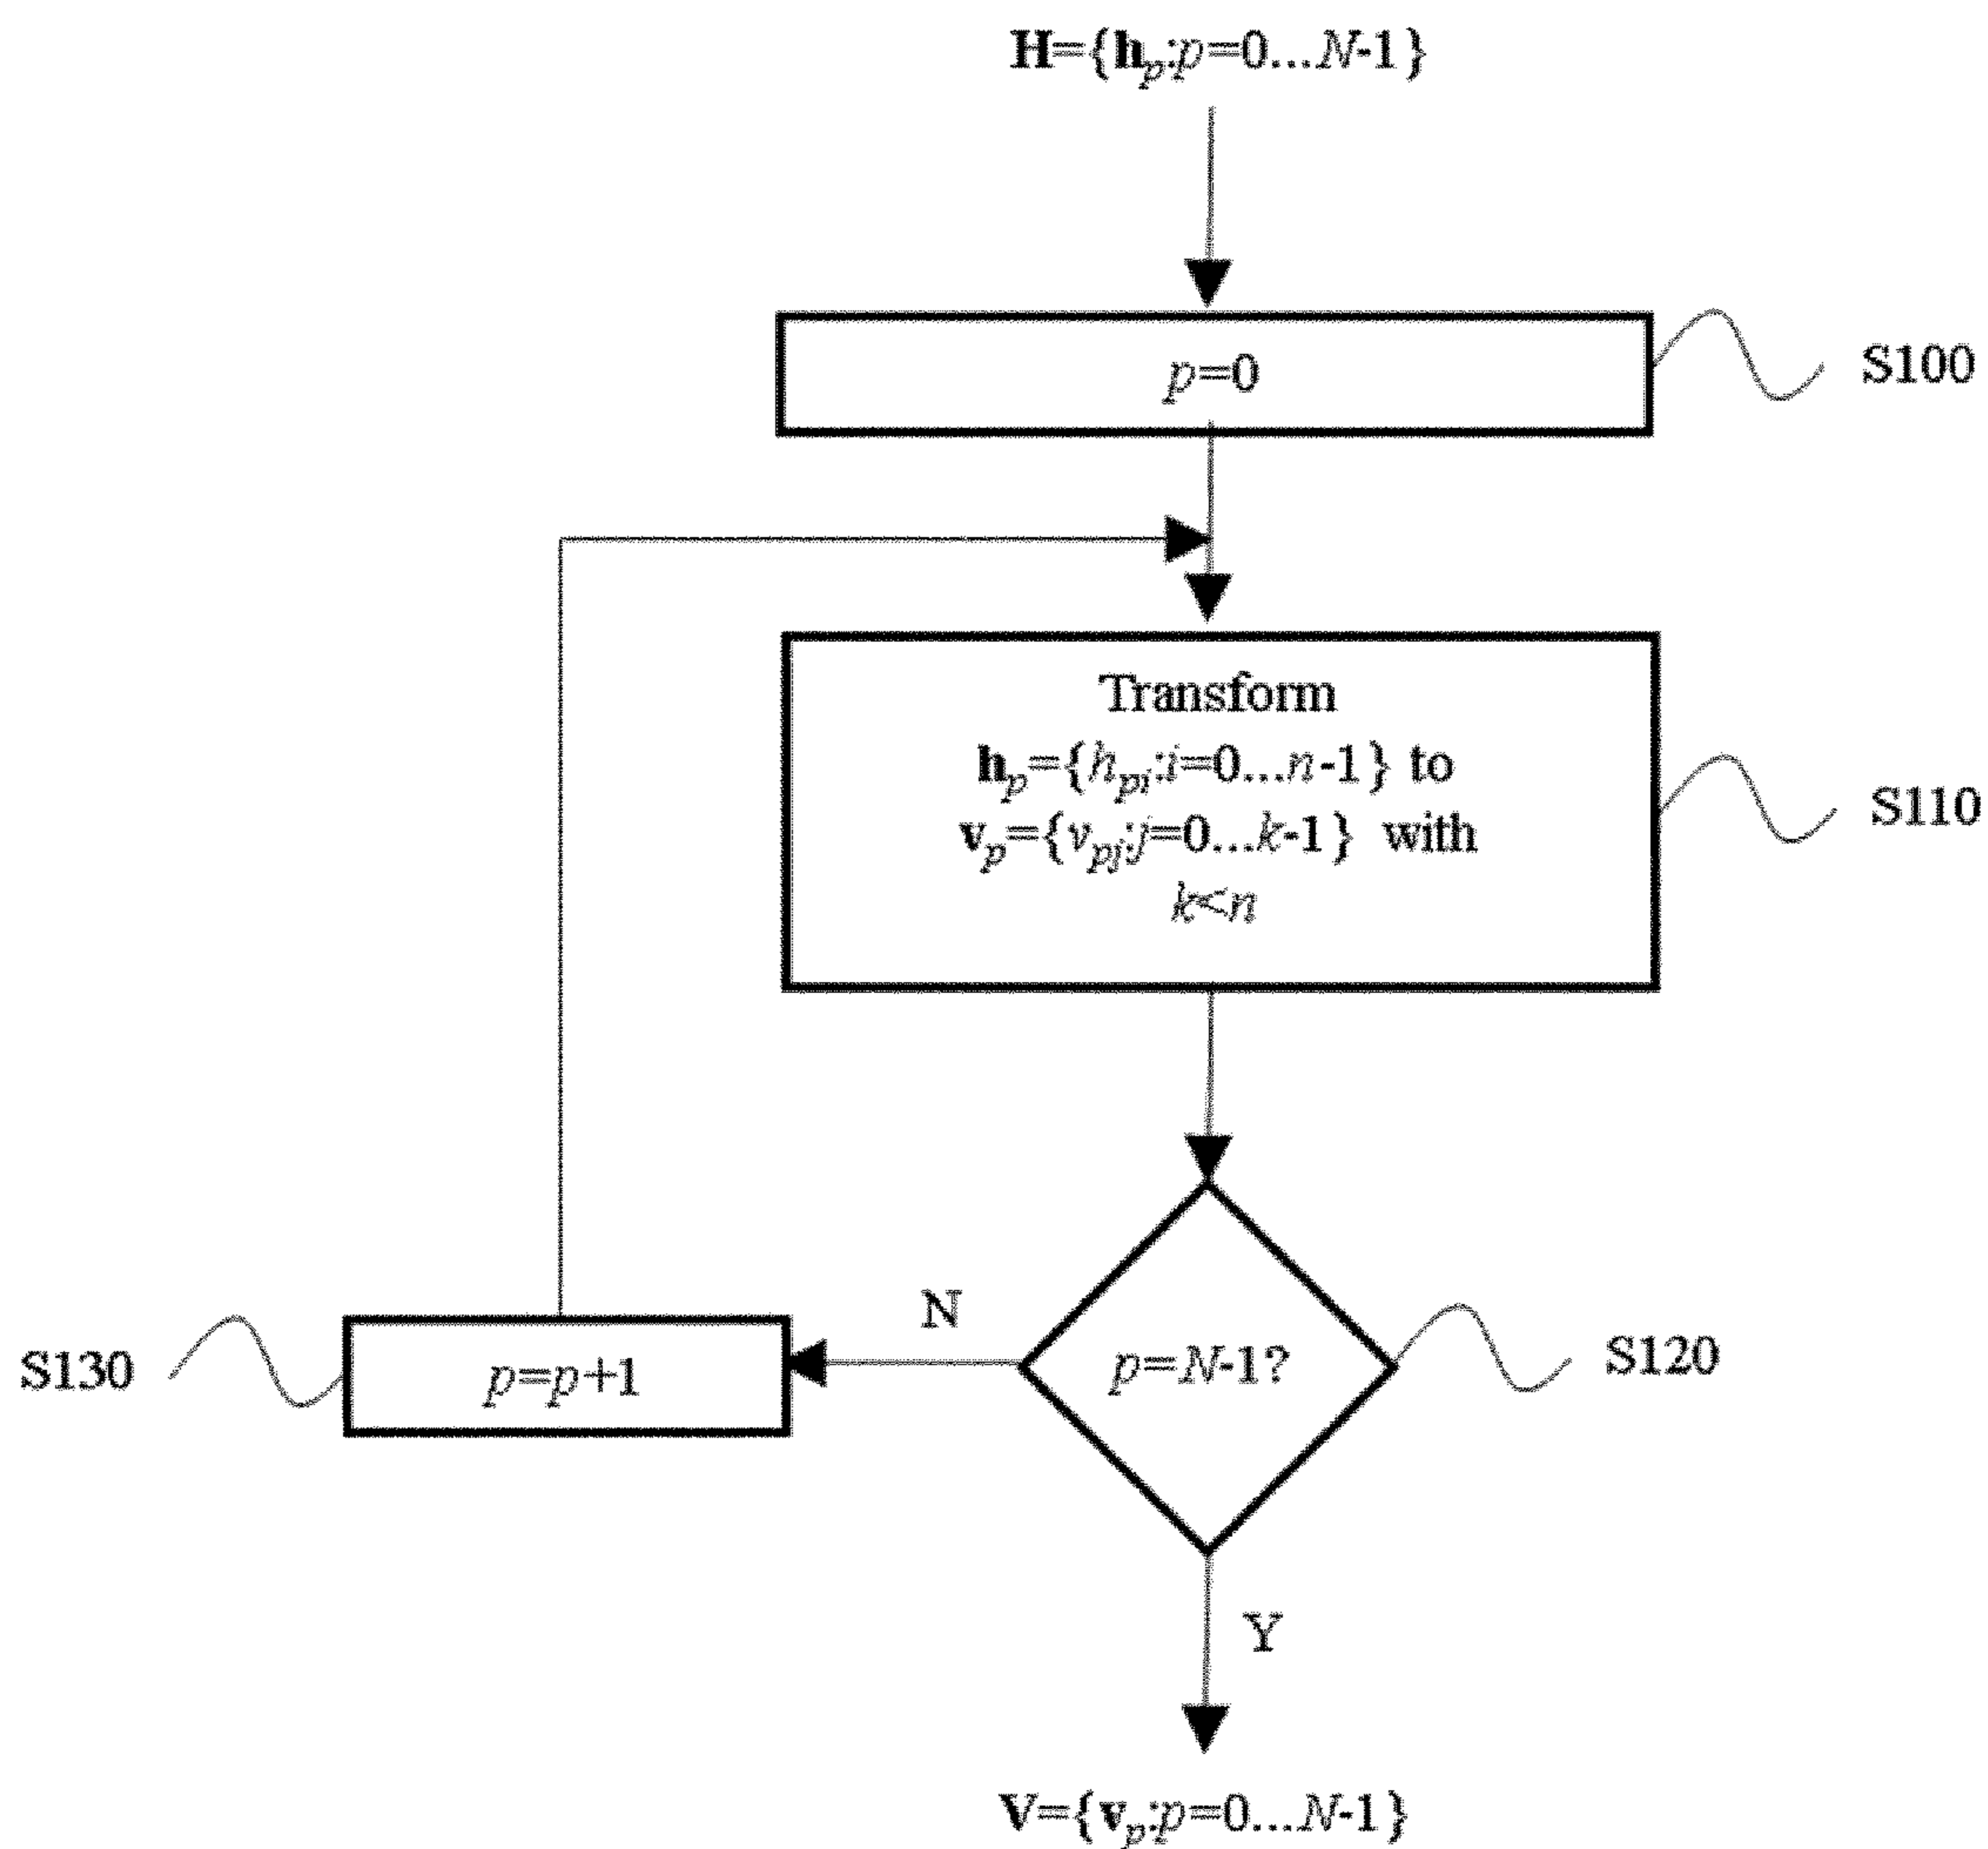 H={hp:p=0...N-1}
p=0
S100
Transform
hp={hpi:i=0...n-1} to
vp={vpj:j=0...k-1} with
k<n
S110
N
S130
p=p+1
p=N-1?
S120
Y
V={vp:p=0...N-1}